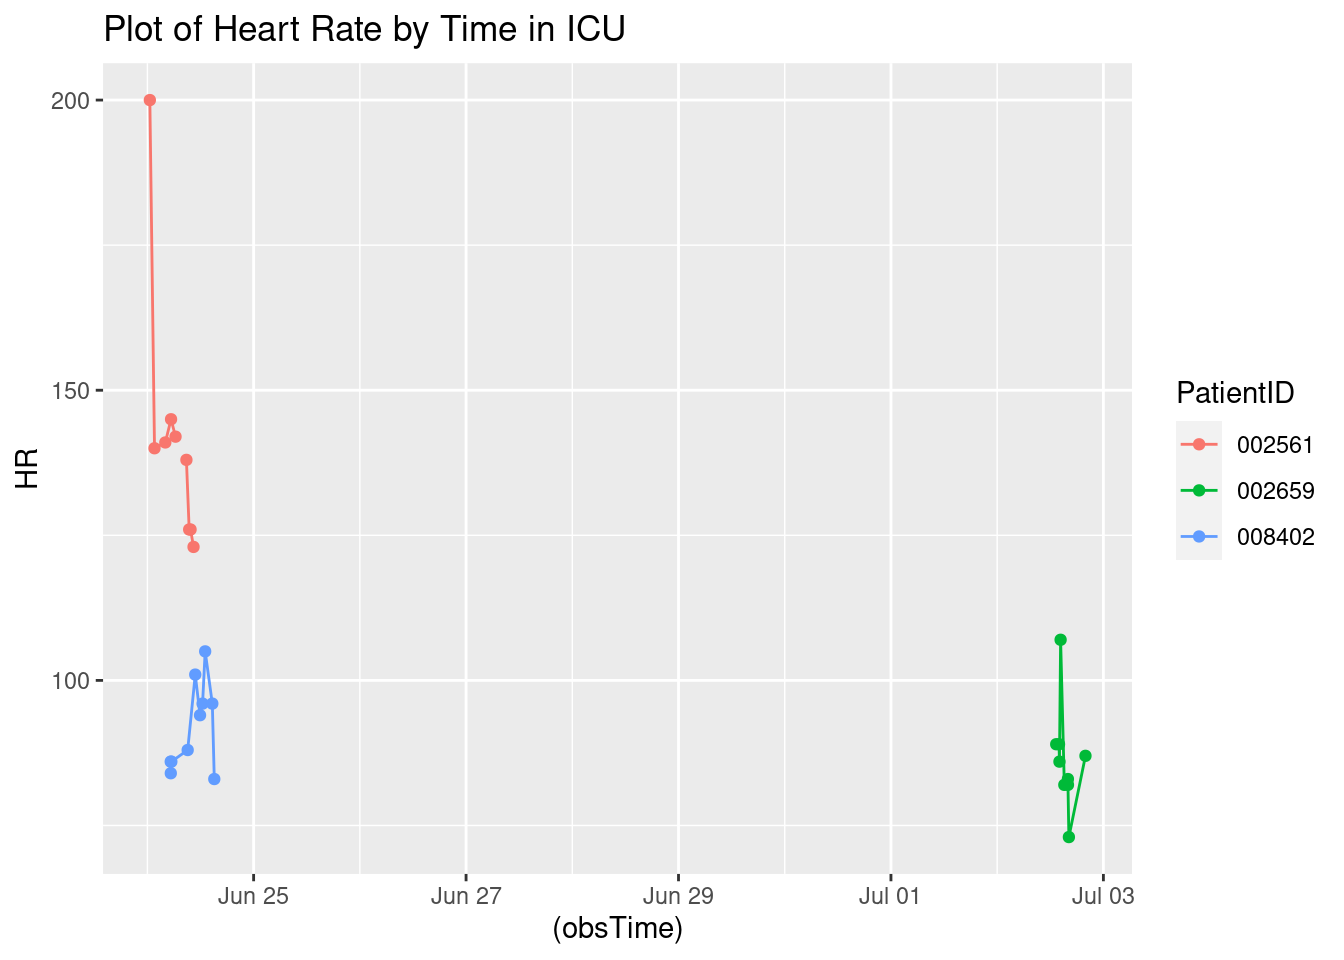 Plot of Heart Rate by Time in ICU
200
150
100
HR
Jun 25
Jun 27
Jun 29
Jul 01
Jul 03
(obsTime)
PatientID
002561
002659
008402